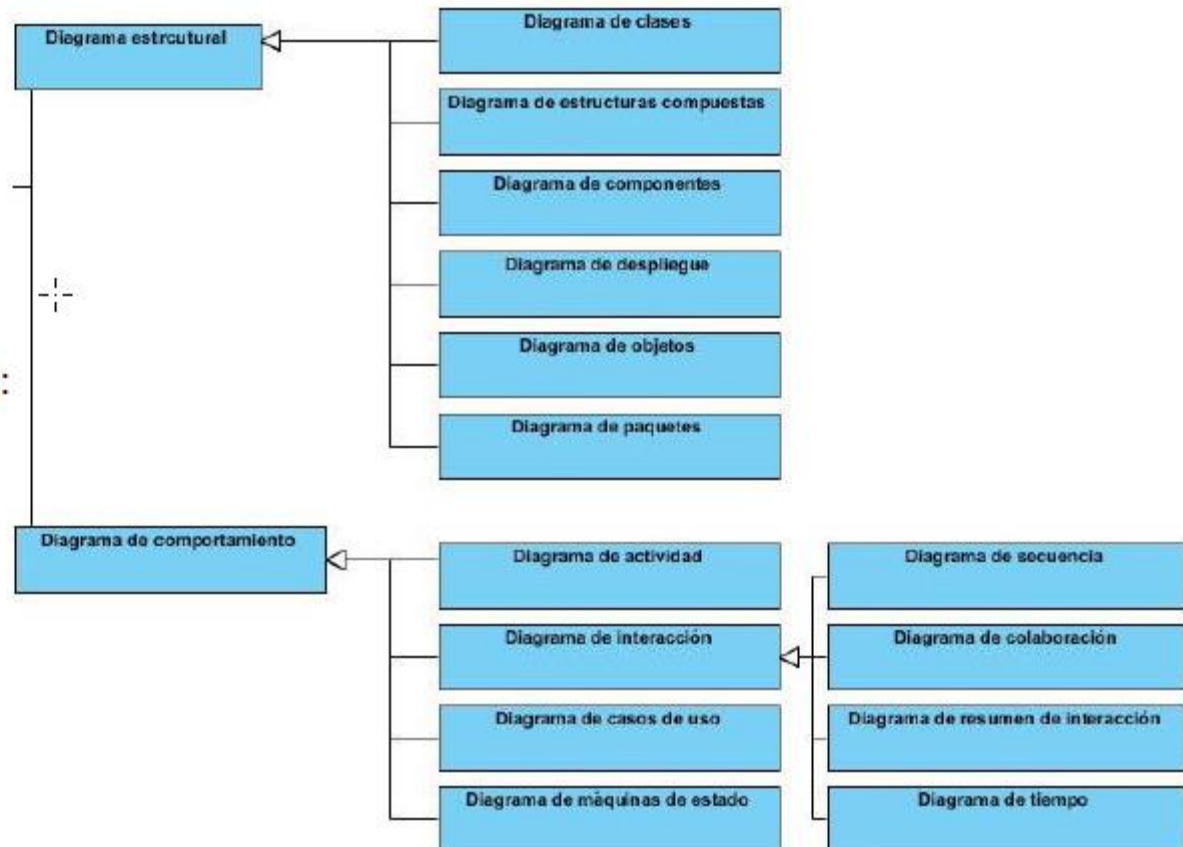 Diagrama estrcutural
Diagrama de clases
Diagrama de estructuras compuestas
Diagrama de componentes
Diagrama de despliegue
Diagrama de objetos
Diagrama de paquetes
Diagrama de comportamiento
Diagrama de actividad
Diagrama de interacción
Diagrama de casos de uso
Diagrama de màquinas de estado
Diagrama de secuencia
Diagrama de colaboración
Diagrama de resumen de interacción
Diagrama de tiempo